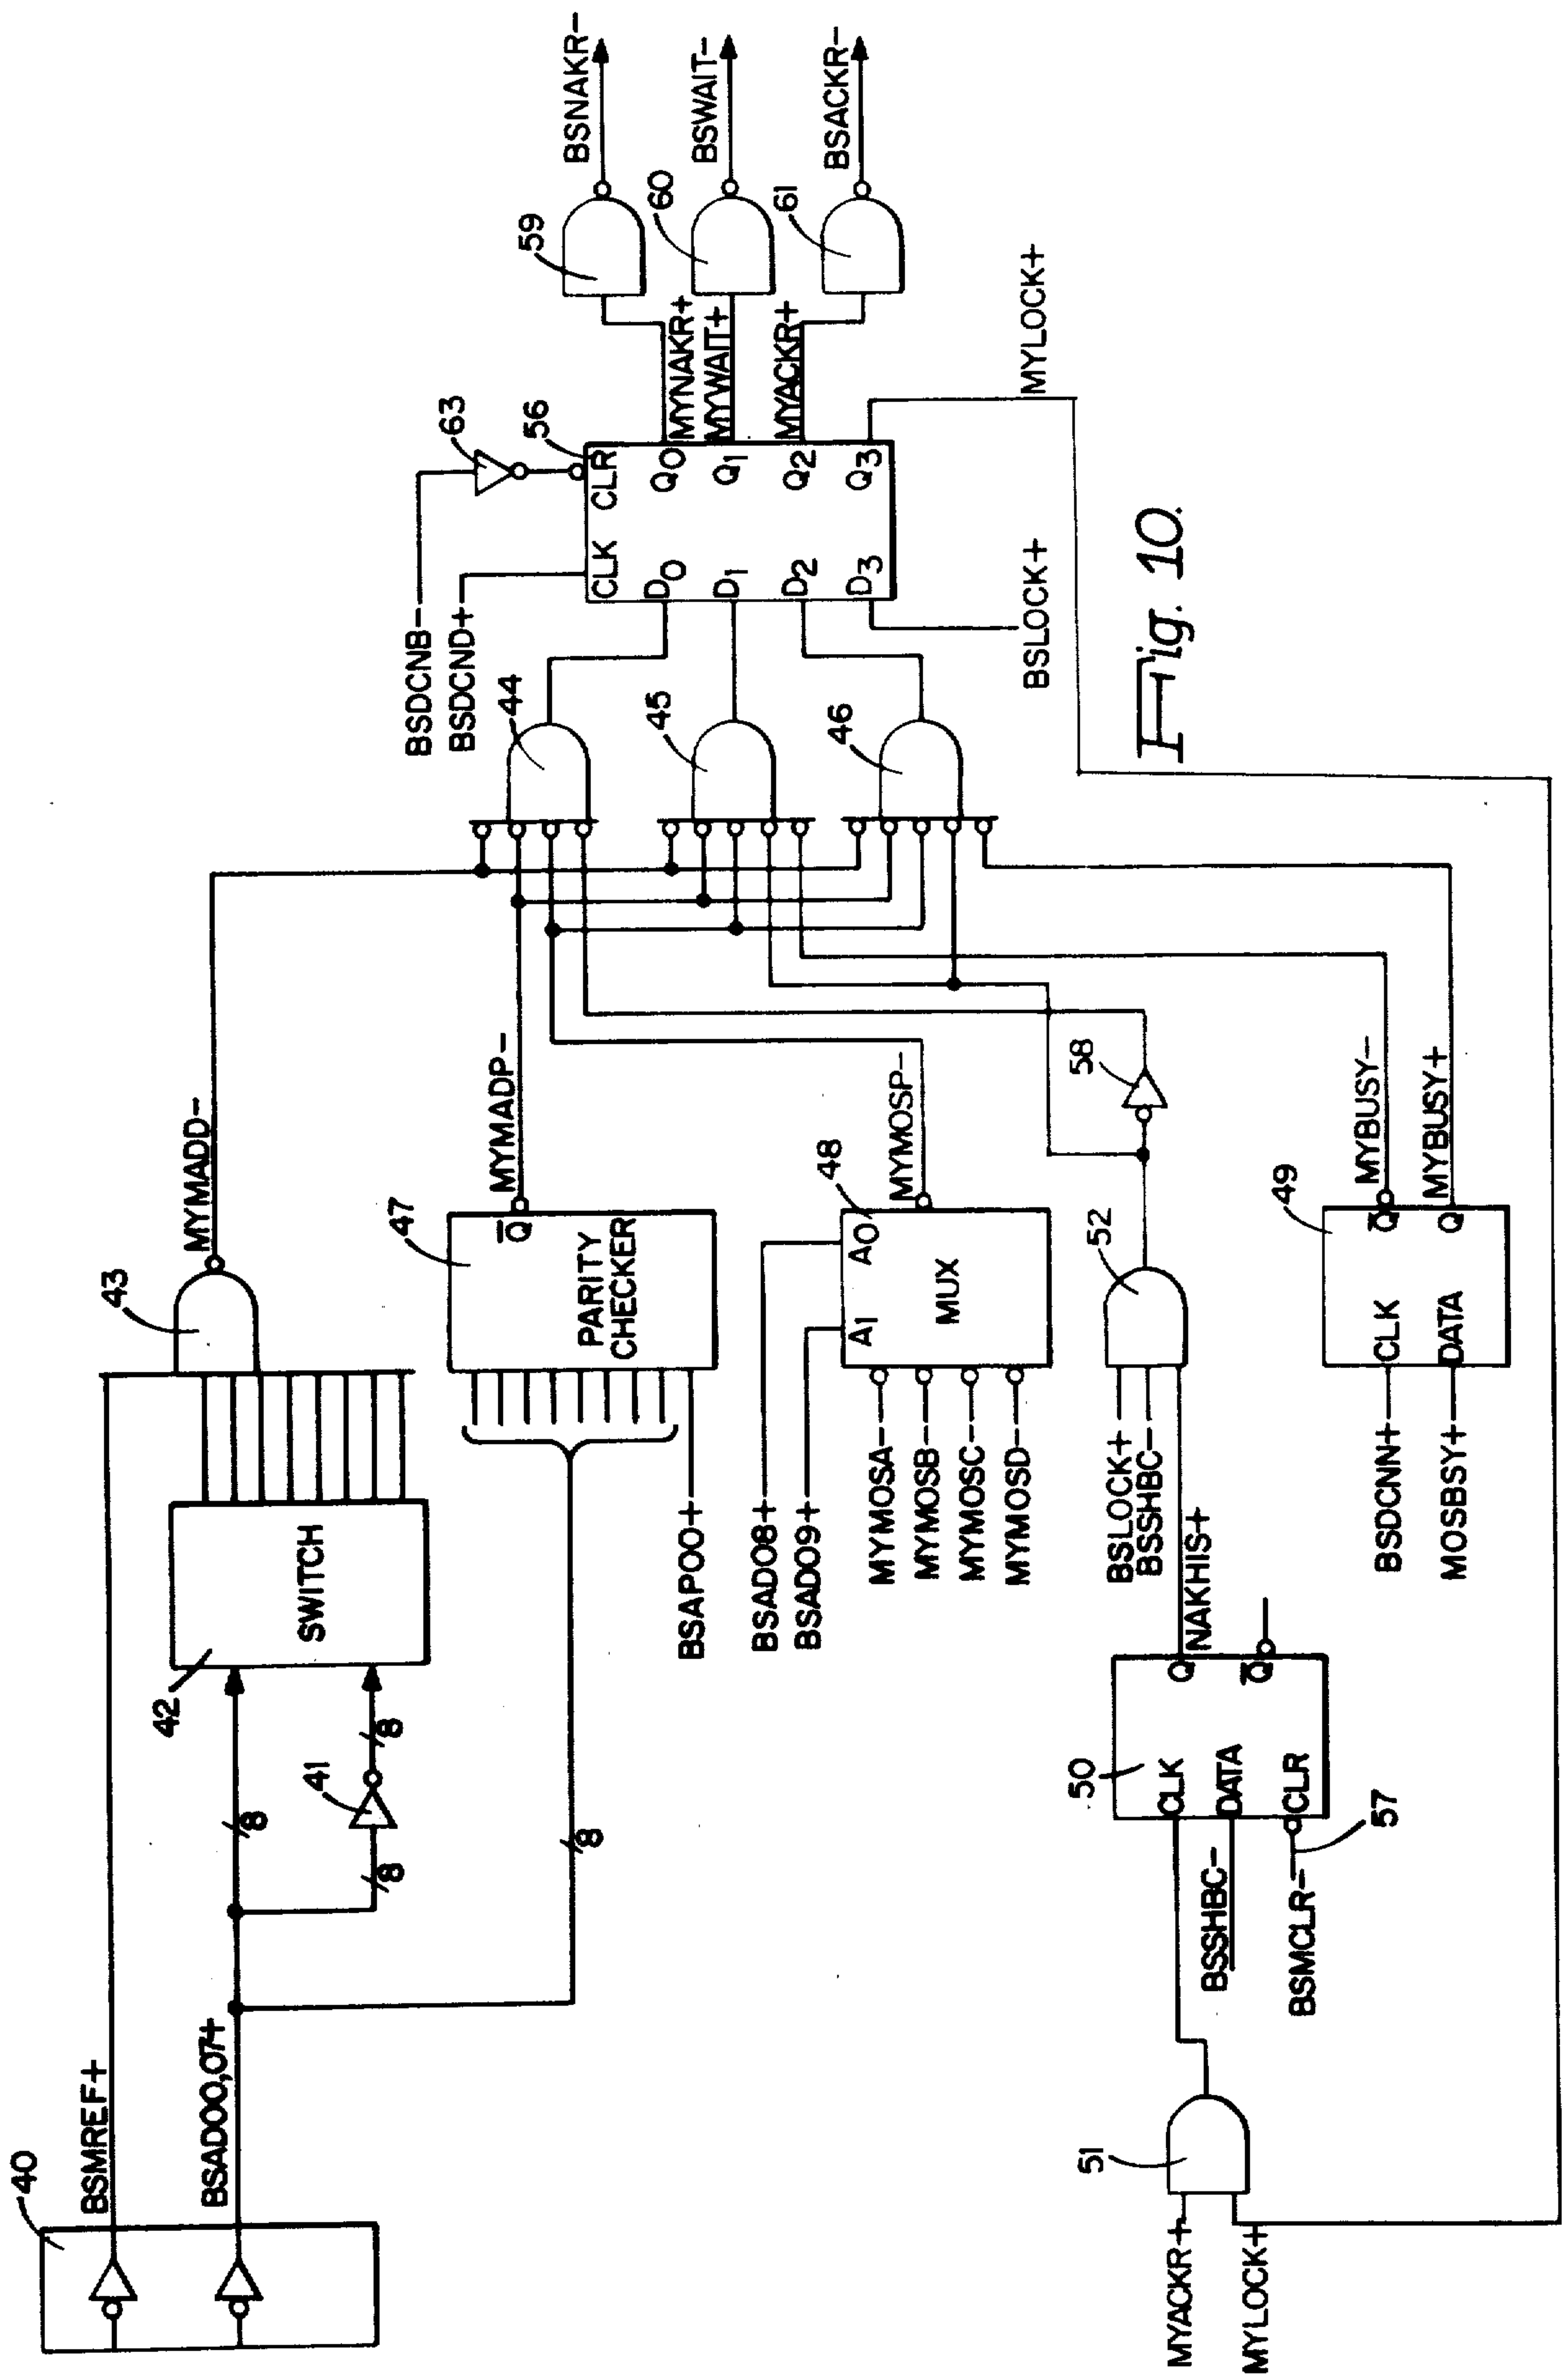 40
BSMREF+
BSAD00,07+
8
8
41
8
8
42
SWITCH
43
MYMADD-
BSAP00+
47
PARITY
CHECKER
Q
MYMADP-
BSAD08+
BSAD09+
MYMOSA-
MYMOSB-
MYMOSC-
MYMOSD-
A1
A0
MUX
48
MYMOSP-
MYACKR+
MYLOCK+
51
BSSHBC-
BSMCLR-
57
50
CLK
DATA
CLR
Q
Q
NAKHIS+
BSLOCK+
BSSHBC-
52
58
BSDCNN+
MOSBSY+
CLK
DATA
49
Q
Q
MYBUSY-
MYBUSY+
44
45
46
BSDCNB-
BSDCND+
63
56
CLK
CLR
D0
D1
D2
D3
Q0
Q1
Q2
Q3
BSLOCK+
MYNAKR+
MYWAIT+
MYACKR+
MYLOCK+
59
60
61
BSNAKR-
BSWAIT-
BSACKR-
Fig. 10.